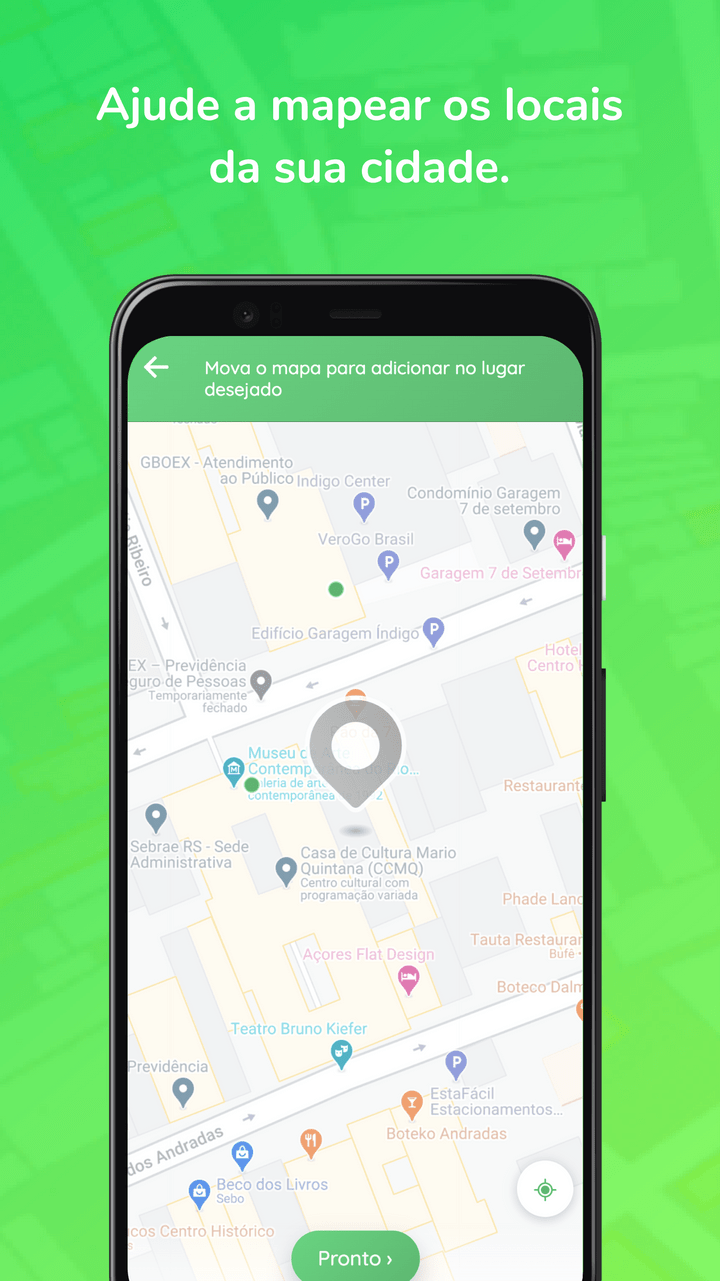 Ajude a mapear os locais
da sua cidade.
Mova o mapa para adicionar no lugar
desejado
GBOEX - Atendimento
ao Público
Indigo Center
Condomínio Garagem
7 de setembro
VeroGo Brasil
Ribeiro
Garagem 7 de Setembr
Edifício Garagem Índigo
Hotel
Centro H
EX – Previdência
guro de Pessoas
Temporariamente
fechado
Museu de Arte
Contemp
contemporânea
Restaurante
Sebrae RS - Sede
Administrativa
Casa de Cultura Mario
Quintana (CCMQ)
Centro cultural com
programação variada
Phade Lanc
Tauta Restaurar
Bufê •
Açores Flat Design
Boteco Dalm
Teatro Bruno Kiefer
Previdência
EstaFácil
Estacionamentos...
Boteko Andradas
dos Andradas
Beco dos Livros
Sebo
cos Centro Histórico
Pronto ›